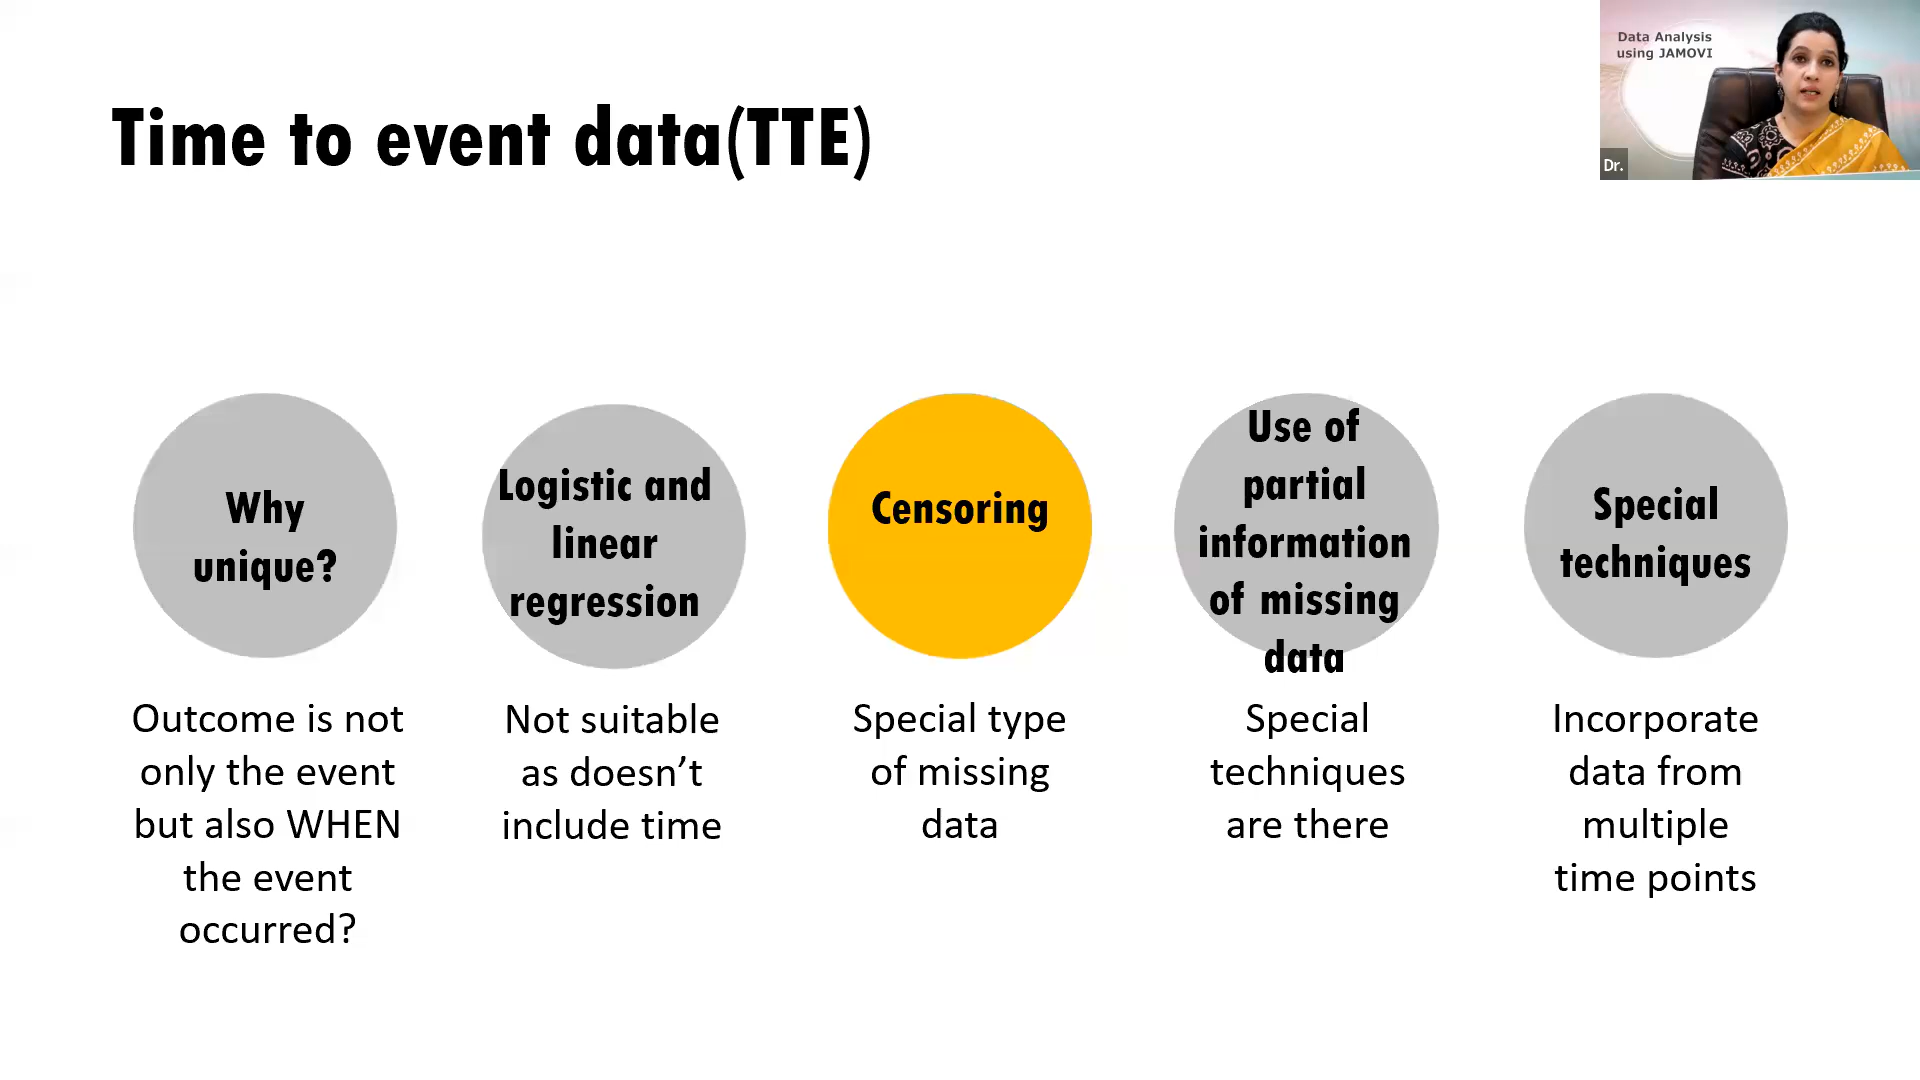 Data Analysis
using JAMOVI
Dr.
Time to event data(TTE)
Why
unique?
Outcome is not
only the event
but also WHEN
the event
occurred?
Logistic and
linear
regression
Not suitable
as doesn’t
include time
Censoring
Special type
of missing
data
Use of
partial
information
of missing
data
Special
techniques
are there
Special
techniques
Incorporate
data from
multiple
time points